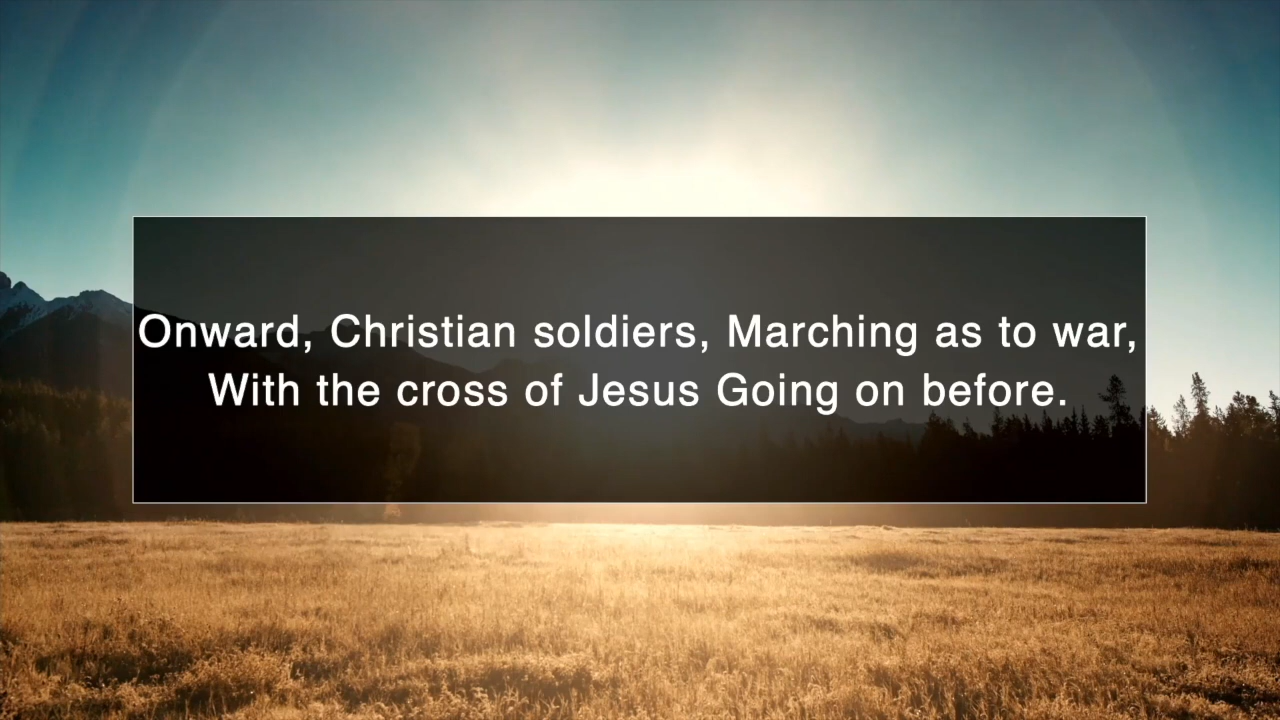 Onward, Christian soldiers, Marching as to war,
With the cross of Jesus Going on before.